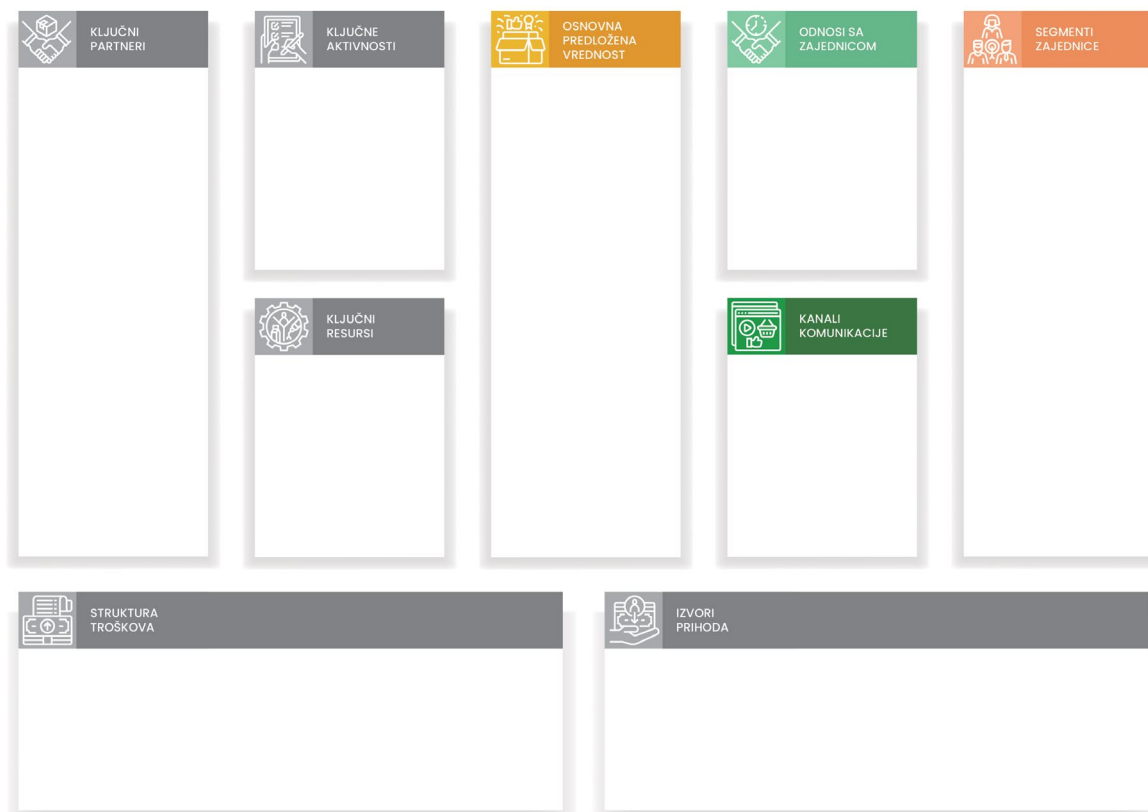 KLJUČNI
PARTNERI
KLJUČNE
AKTIVNOSTI
OSNOVNA
PREDLOŽENA
VREDNOST
ODNOSI SA
ZAJEDNICOM
SEGMENTI
ZAJEDNICE
KLJUČNI
RESURSI
KANALI
KOMUNIKACIJE
STRUKTURA
TROŠKOVA
IZVORI
PRIHODA